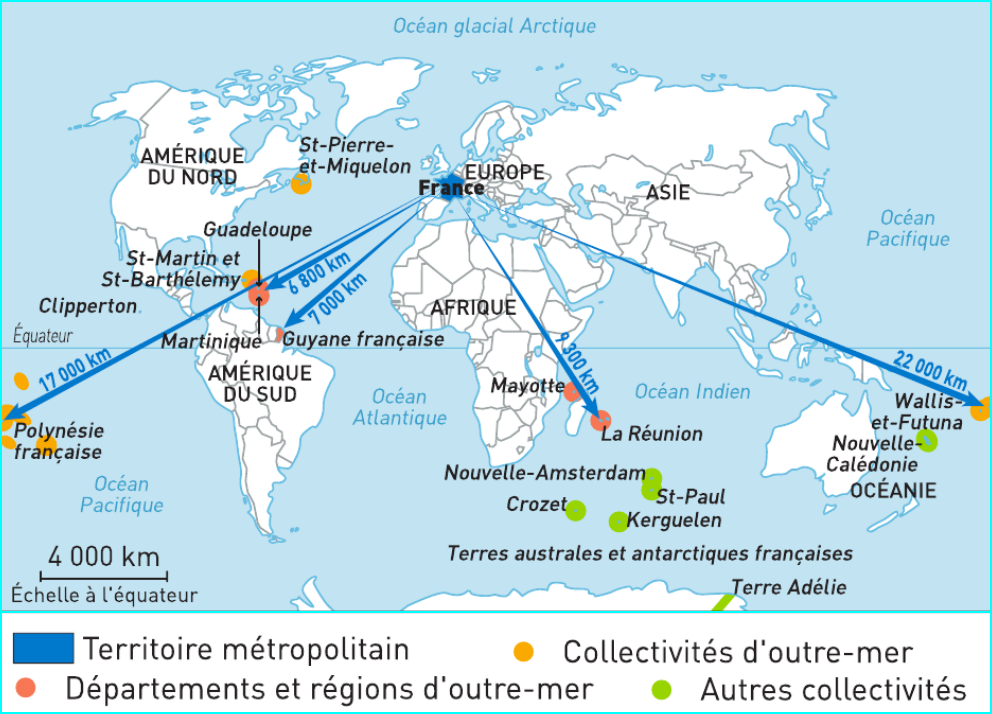 Océan glacial Arctique
St-Pierre-
et-Miquelon
AMÉRIQUE
DU NORD
EUROPE
France
ASIE
Océan
Pacifique
Guadeloupe
St-Martin et
St-Barthélemy
6 800 km
7 000 km
Clipperton
AFRIQUE
Équateur
Martinique
Guyane française
9 300 km
17 000 km
22 000 km
AMÉRIQUE
DU SUD
Océan
Atlantique
Mayotte
Océan Indien
Wallis-
et-Futuna
Polynésie
française
La Réunion
Nouvelle-
Calédonie
Nouvelle-Amsterdam
St-Paul
OCÉANIE
Océan
Pacifique
Crozet
Kerguelen
4 000 km
Échelle à l'équateur
Terres australes et antarctiques françaises
Terre Adélie
Territoire métropolitain
Collectivités d'outre-mer
Départements et régions d'outre-mer
Autres collectivités